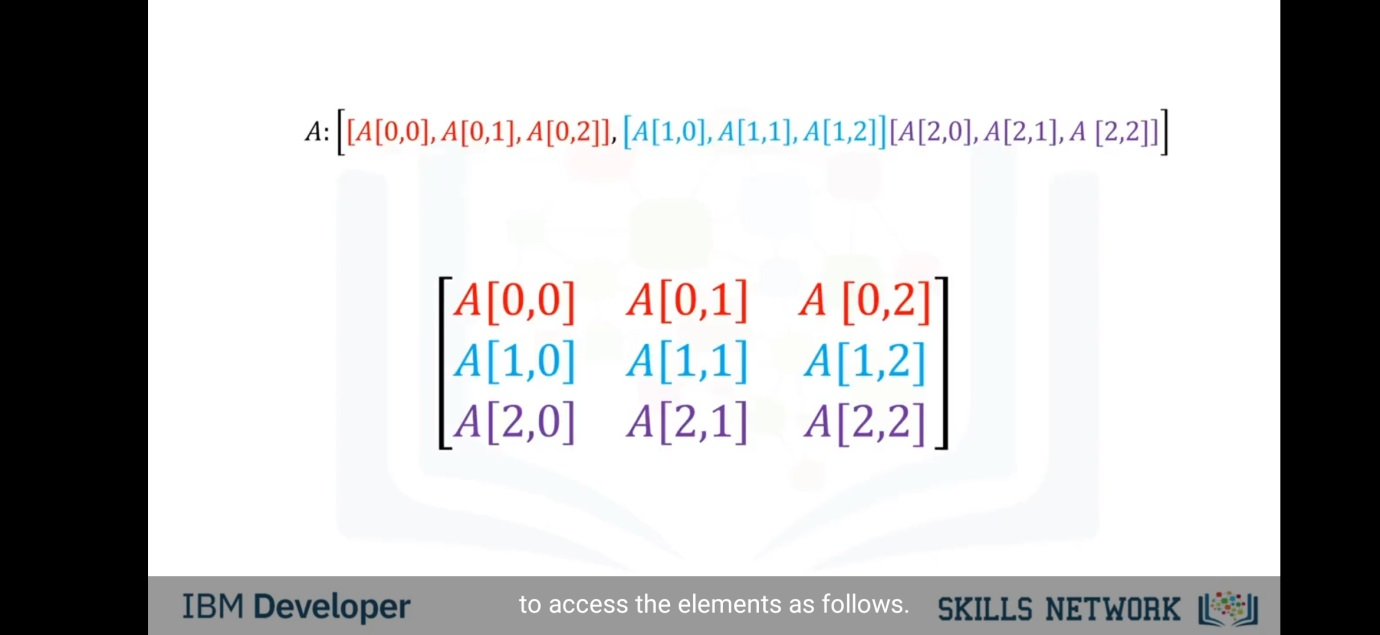 A: [[A[0,0], A[0,1], A[0,2]], [A[1,0], A[1,1], A[1,2]][A[2,0], A[2,1], A [2,2]]]
A[0,0] A[0,1] A [0,2]
A[1,0] A[1,1] A[1,2]
A[2,0] A[2,1] A[2,2]
IBM Developer
to access the elements as follows.
SKILLS NETWORK